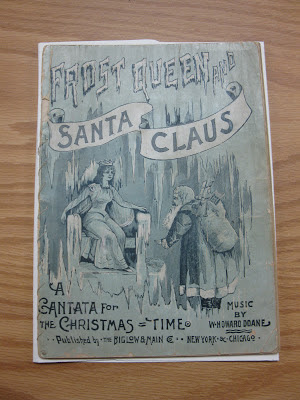 FROST QUEEN AND
SANTA
CLAUS
A
CANTATA FOR
THE CHRISTMAS=TIME
MUSIC
BY
W. HOWARD DOANE
Published by THE BIGLOW & MAIN Co NEW YORK & CHICAGO